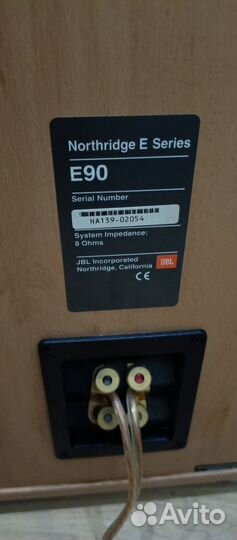 Northridge E Series
E90
Serial Number
HA139-02054
System Impedance:
8 Ohms
JBL Incorporated
Northridge, California
CE
JBL
Avito